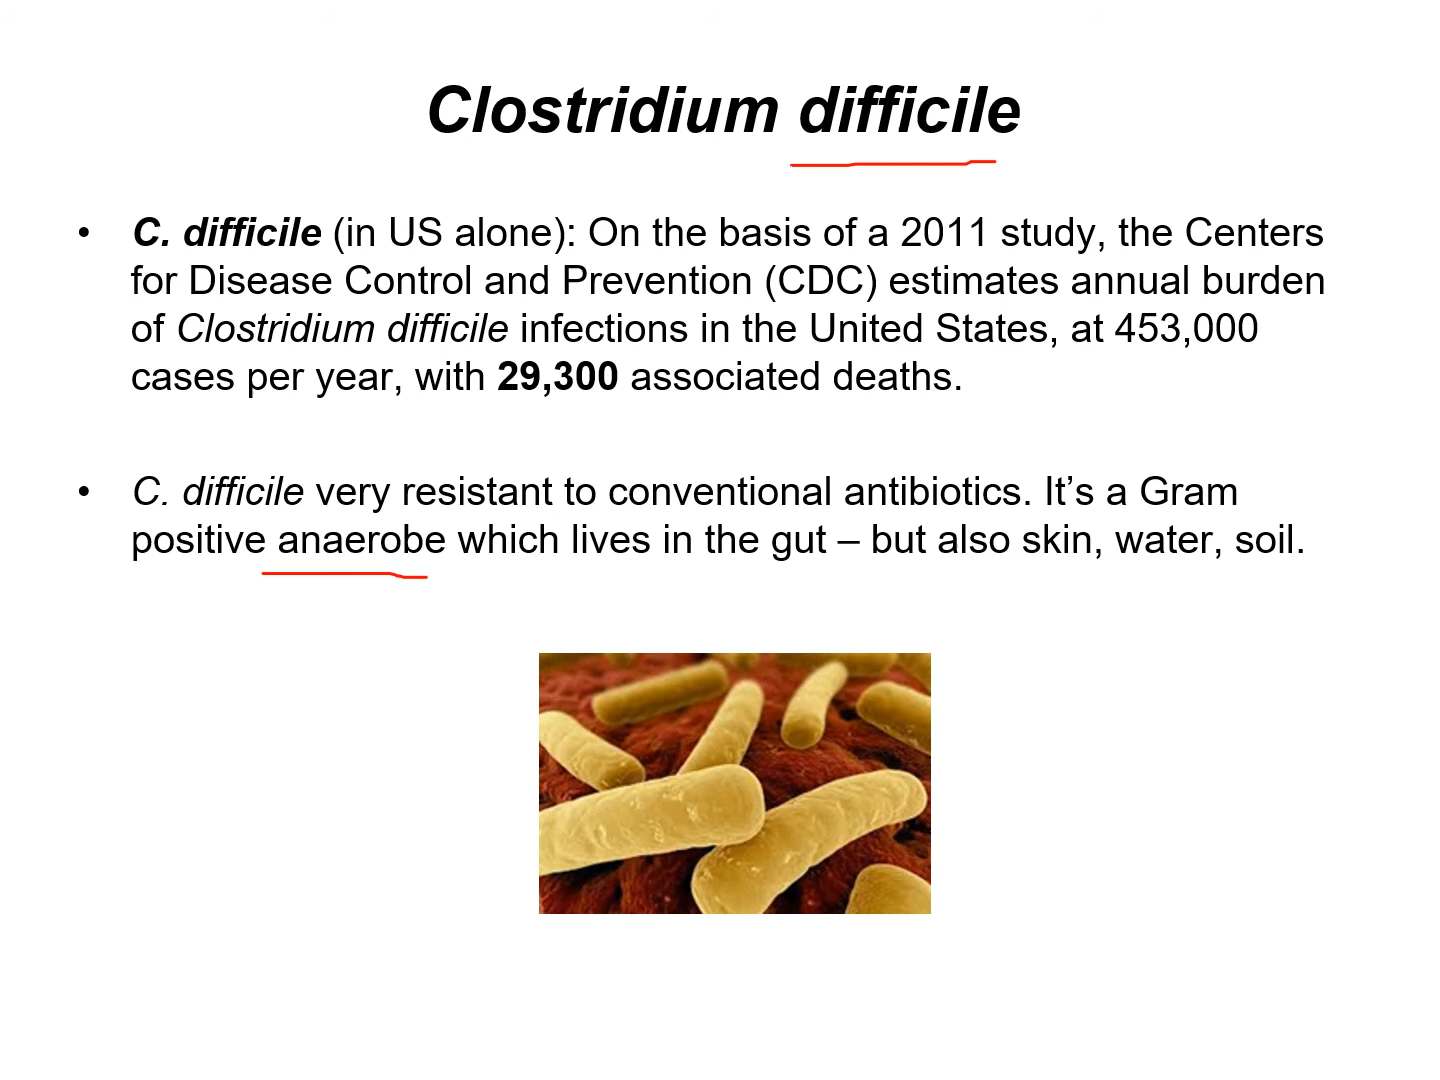 Clostridium difficile
• C. difficile (in US alone): On the basis of a 2011 study, the Centers
for Disease Control and Prevention (CDC) estimates annual burden
of Clostridium difficile infections in the United States, at 453,000
cases per year, with 29,300 associated deaths.
• C. difficile very resistant to conventional antibiotics. It’s a Gram
positive anaerobe which lives in the gut – but also skin, water, soil.